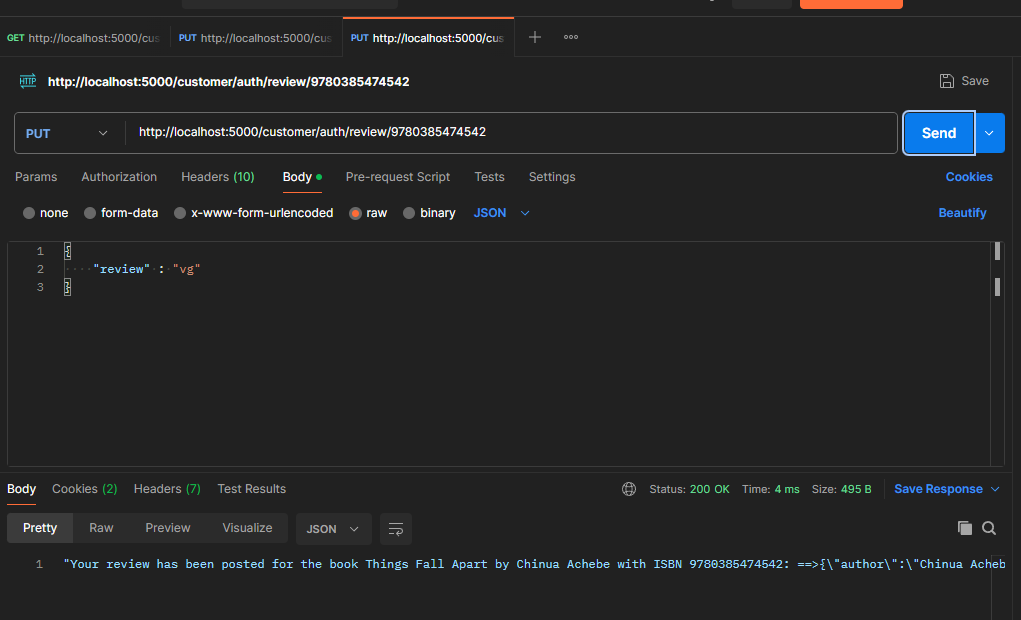 GET http://localhost:5000/cus PUT http://localhost:5000/cus PUT http://localhost:5000/cus
HTTP http://localhost:5000/customer/auth/review/9780385474542 Save
PUT http://localhost:5000/customer/auth/review/9780385474542 Send
Params Authorization Headers (10) Body Pre-request Script Tests Settings Cookies
none form-data x-www-form-urlencoded raw binary JSON Beautify
1 {
2 "review" : "vg"
3 }
Body Cookies (2) Headers (7) Test Results Status: 200 OK Time: 4 ms Size: 495 B Save Response
Pretty Raw Preview Visualize JSON
1 "Your review has been posted for the book Things Fall Apart by Chinua Achebe with ISBN 9780385474542: ==>{\"author\":\"Chinua Acheb